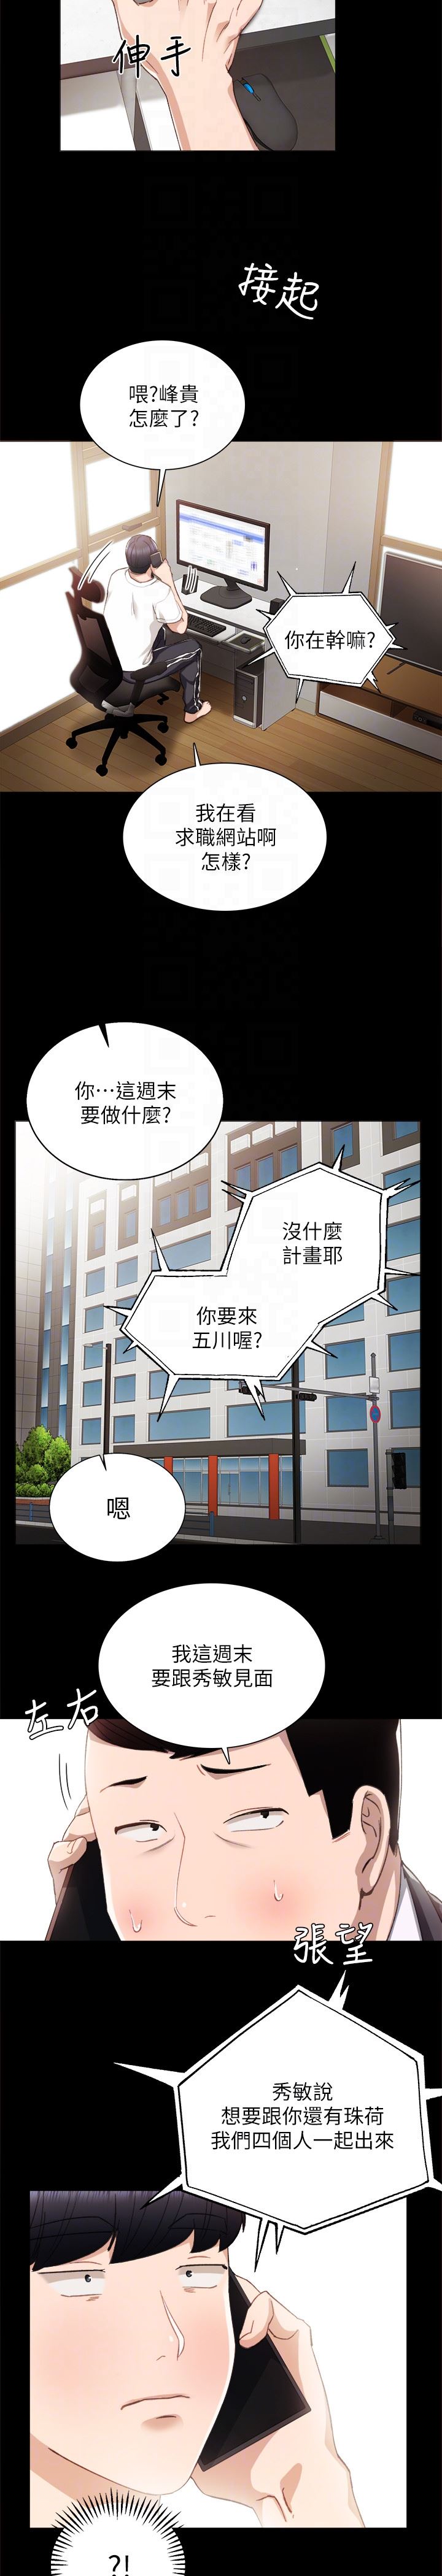 伸手
接起
喂?峰貴
怎麼了?
你在幹嘛?
我在看
求職網站啊
怎樣?
你⋯這週末
要做什麼?
沒什麼
計畫耶
你要來
五川喔?
嗯
我這週末
要跟秀敏見面
左右
張望
秀敏說
想要跟你還有珠荷
我們四個人一起出來
?!